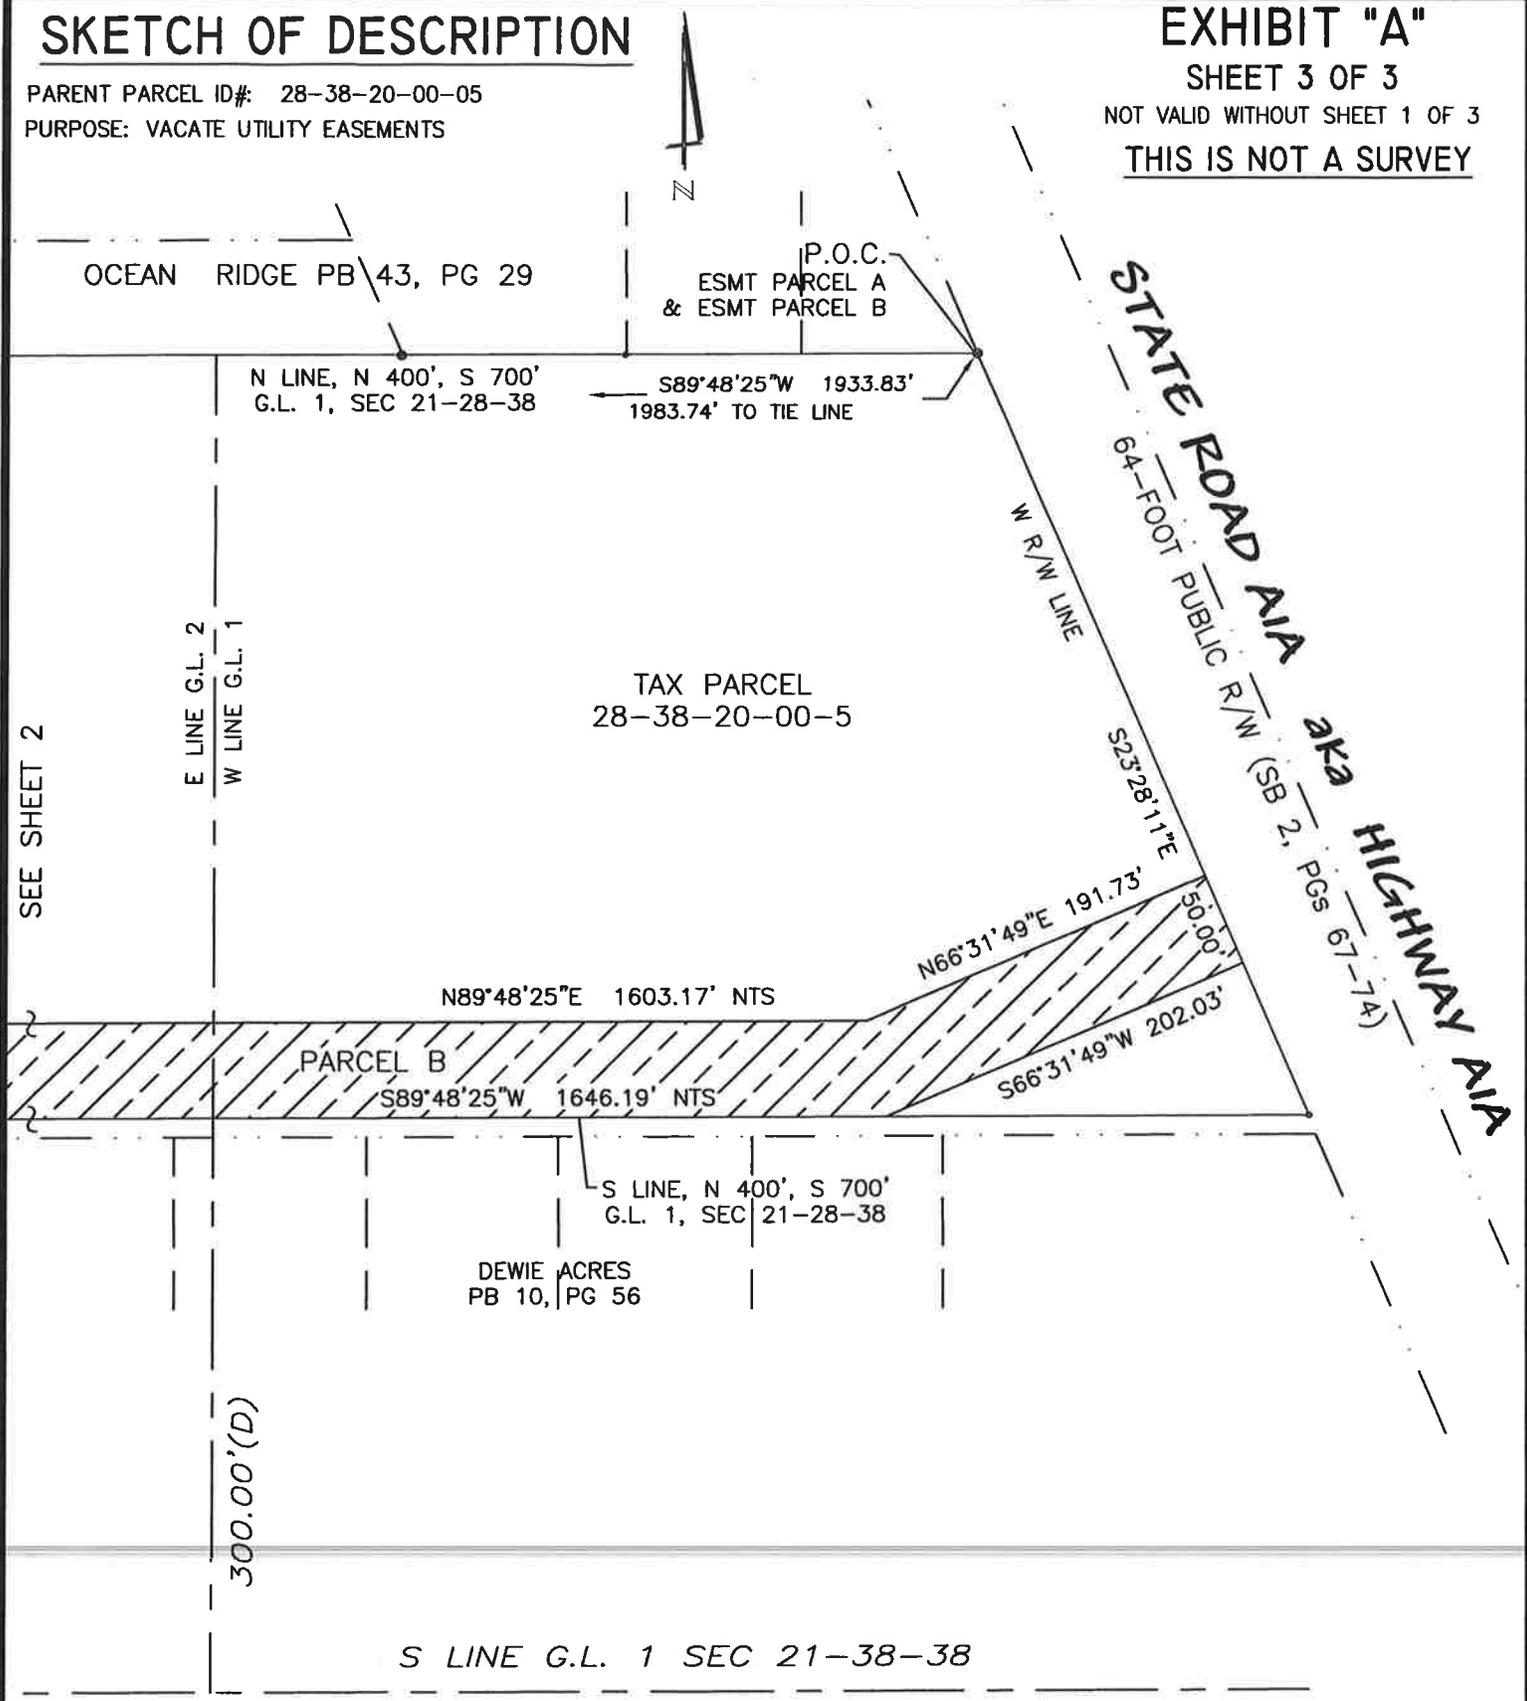 SKETCH OF DESCRIPTION
PARENT PARCEL ID#: 28-38-20-00-05
PURPOSE: VACATE UTILITY EASEMENTS
EXHIBIT "A"
SHEET 3 OF 3
NOT VALID WITHOUT SHEET 1 OF 3
THIS IS NOT A SURVEY
N
OCEAN RIDGE PB 43, PG 29
P.O.C.
ESMT PARCEL A
& ESMT PARCEL B
N LINE, N 400', S 700'
G.L. 1, SEC 21-28-38
S89°48'25"W 1933.83'
1983.74' TO TIE LINE
STATE ROAD A1A aka HIGHWAY A1A
64-FOOT PUBLIC R/W (SB 2, PGs 67-74)
W R/W LINE
S23°28'11"E
E LINE G.L. 2
W LINE G.L. 1
SEE SHEET 2
TAX PARCEL
28-38-20-00-5
N66°31'49"E 191.73'
50.00'
S66°31'49"W 202.03'
N89°48'25"E 1603.17' NTS
PARCEL B
S89°48'25"W 1646.19' NTS
S LINE, N 400', S 700'
G.L. 1, SEC 21-28-38
DEWIE ACRES
PB 10, PG 56
300.00'(D)
S LINE G.L. 1 SEC 21-38-38